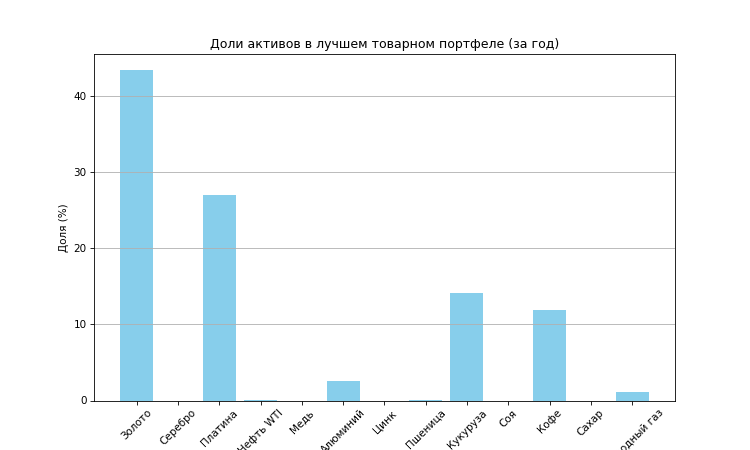 Доли активов в лучшем товарном портфеле (за год)
Доля (%)
40
30
20
10
0
Золото
Серебро
Платина
Нефть WTI
Медь
Алюминий
Цинк
Пшеница
Кукуруза
Соя
Кофе
Сахар
одный газ